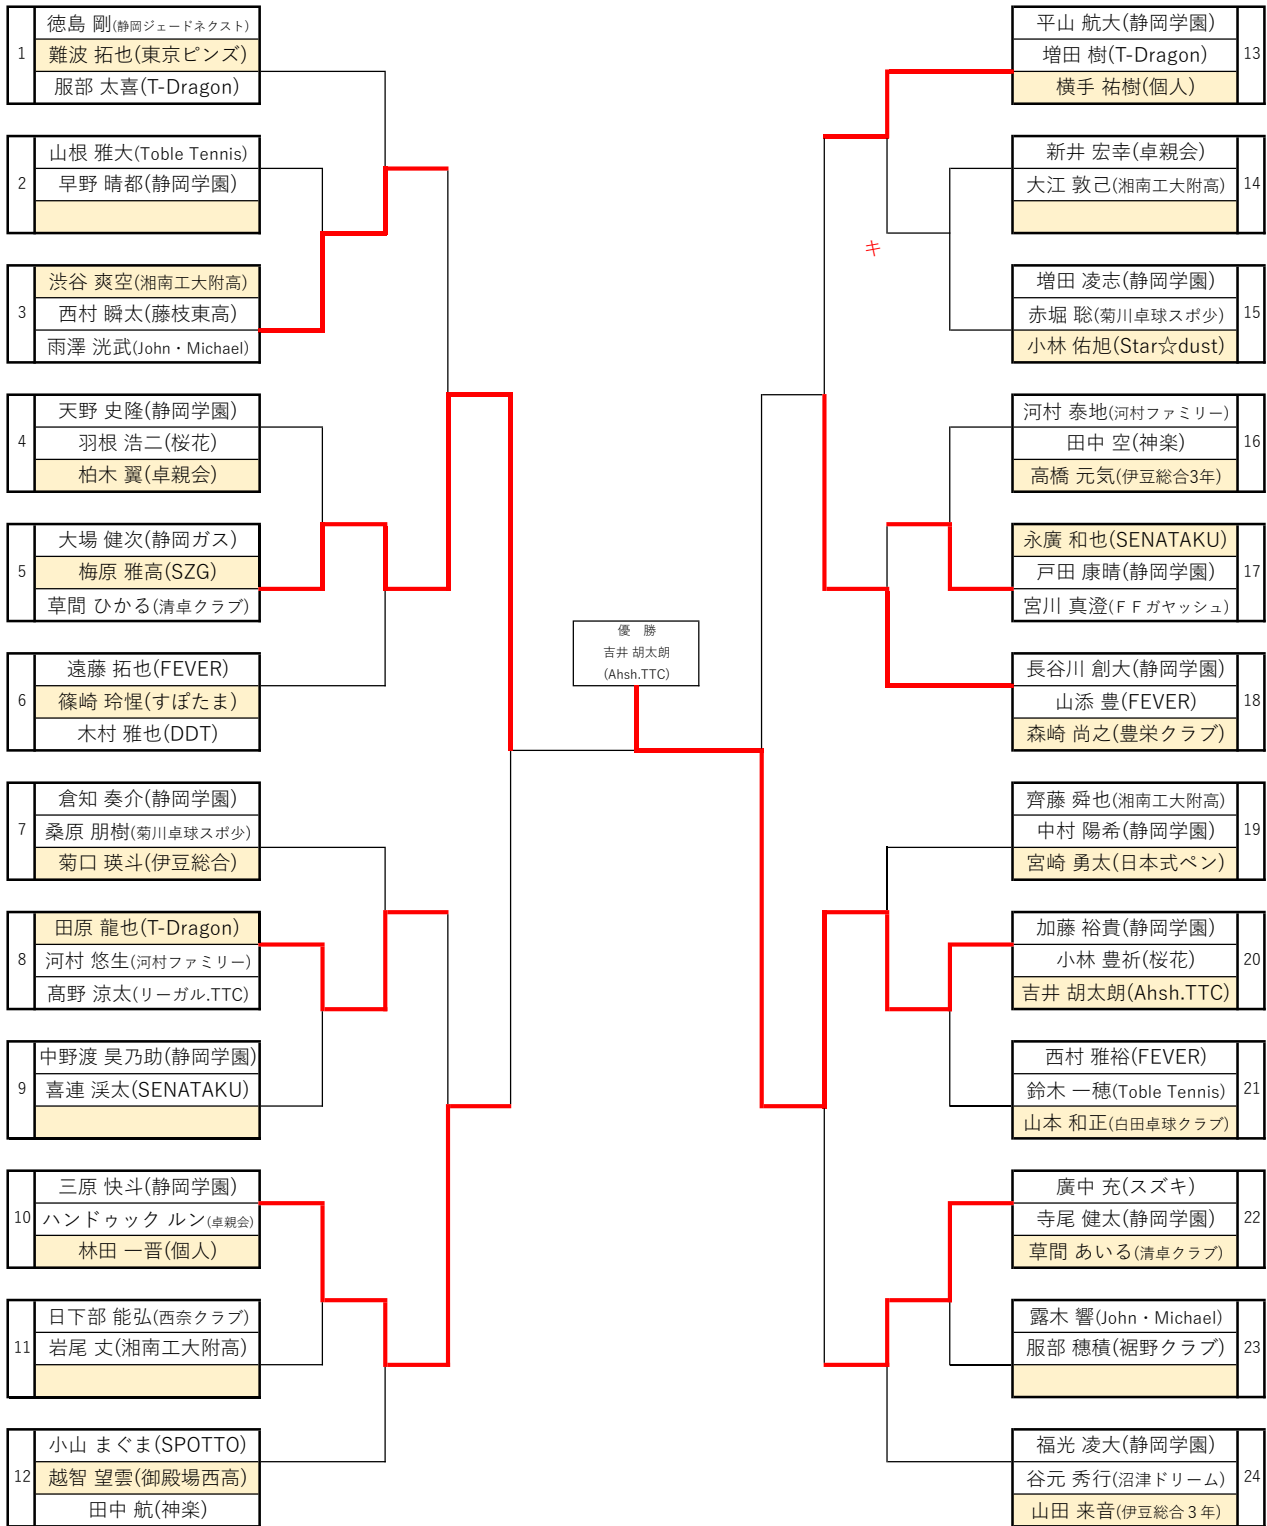 1
徳島 剛(静岡ジェードネクスト)
難波 拓也(東京ピンズ)
服部 太喜(T-Dragon)
2
山根 雅大(Toble Tennis)
早野 晴都(静岡学園)
3
渋谷 爽空(湘南工大附高)
西村 瞬太(藤枝東高)
雨澤 洸武(John・Michael)
4
天野 史隆(静岡学園)
羽根 浩二(桜花)
柏木 翼(卓親会)
5
大場 健次(静岡ガス)
梅原 雅高(SZG)
草間 ひかる(清卓クラブ)
6
遠藤 拓也(FEVER)
篠崎 玲惺(すぽたま)
木村 雅也(DDT)
7
倉知 奏介(静岡学園)
桑原 朋樹(菊川卓球スポ少)
菊口 瑛斗(伊豆総合)
8
田原 龍也(T-Dragon)
河村 悠生(河村ファミリー)
髙野 涼太(リーガル.TTC)
9
中野渡 昊乃助(静岡学園)
喜連 渓太(SENATAKU)
10
三原 快斗(静岡学園)
ハンドゥック ルン(卓親会)
林田 一晋(個人)
11
日下部 能弘(西奈クラブ)
岩尾 丈(湘南工大附高)
12
小山 まぐま(SPOTTO)
越智 望雲(御殿場西高)
田中 航(神楽)
優　勝
吉井 胡太朗
(Ahsh.TTC)
キ
平山 航大(静岡学園)
増田 樹(T-Dragon)
横手 祐樹(個人)
13
新井 宏幸(卓親会)
大江 敦己(湘南工大附高)
14
増田 凌志(静岡学園)
赤堀 聡(菊川卓球スポ少)
小林 佑旭(Star☆dust)
15
河村 泰地(河村ファミリー)
田中 空(神楽)
高橋 元気(伊豆総合3年)
16
永廣 和也(SENATAKU)
戸田 康晴(静岡学園)
宮川 真澄(ＦＦガヤッシュ)
17
長谷川 創大(静岡学園)
山添 豊(FEVER)
森崎 尚之(豊栄クラブ)
18
齊藤 舜也(湘南工大附高)
中村 陽希(静岡学園)
宮崎 勇太(日本式ペン)
19
加藤 裕貴(静岡学園)
小林 豊祈(桜花)
吉井 胡太朗(Ahsh.TTC)
20
西村 雅裕(FEVER)
鈴木 一穂(Toble Tennis)
山本 和正(白田卓球クラブ)
21
廣中 充(スズキ)
寺尾 健太(静岡学園)
草間 あいる(清卓クラブ)
22
露木 響(John・Michael)
服部 穂積(裾野クラブ)
23
福光 凌大(静岡学園)
谷元 秀行(沼津ドリーム)
山田 来音(伊豆総合３年)
24